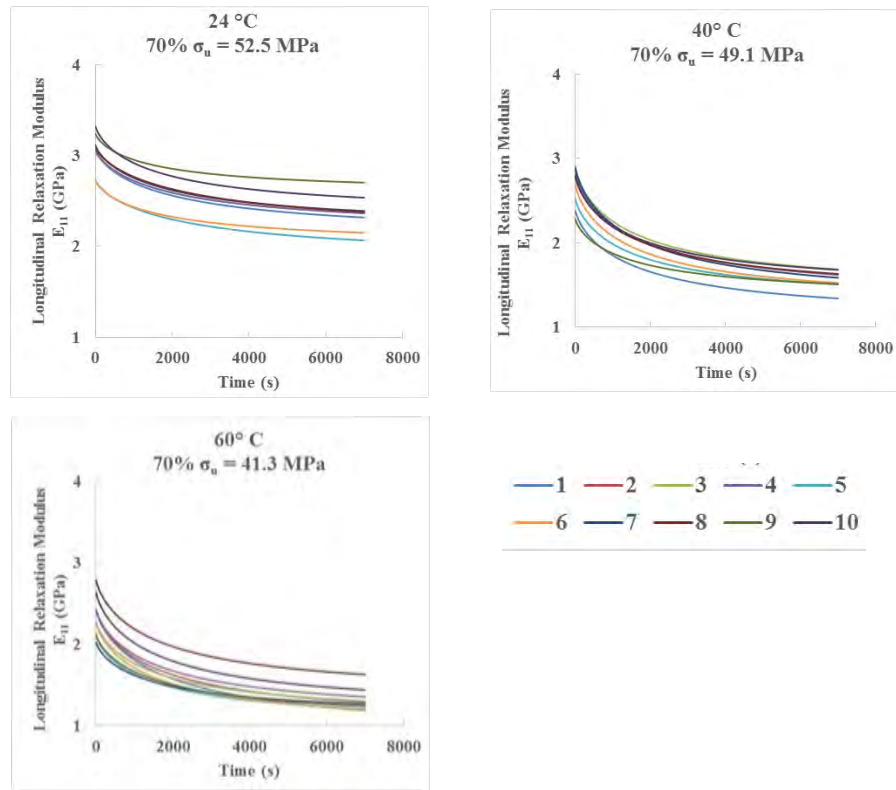 24 °C
70% σu = 52.5 MPa
Longitudinal Relaxation Modulus
E11 (GPa)
4
3
2
1
0 2000 4000 6000 8000
Time (s)
40° C
70% σu = 49.1 MPa
Longitudinal Relaxation Modulus
E11 (GPa)
4
3
2
1
0 2000 4000 6000 8000
Time (s)
60° C
70% σu = 41.3 MPa
Longitudinal Relaxation Modulus
E11 (GPa)
4
3
2
1
0 2000 4000 6000 8000
Time (s)
1 2 3 4 5
6 7 8 9 10